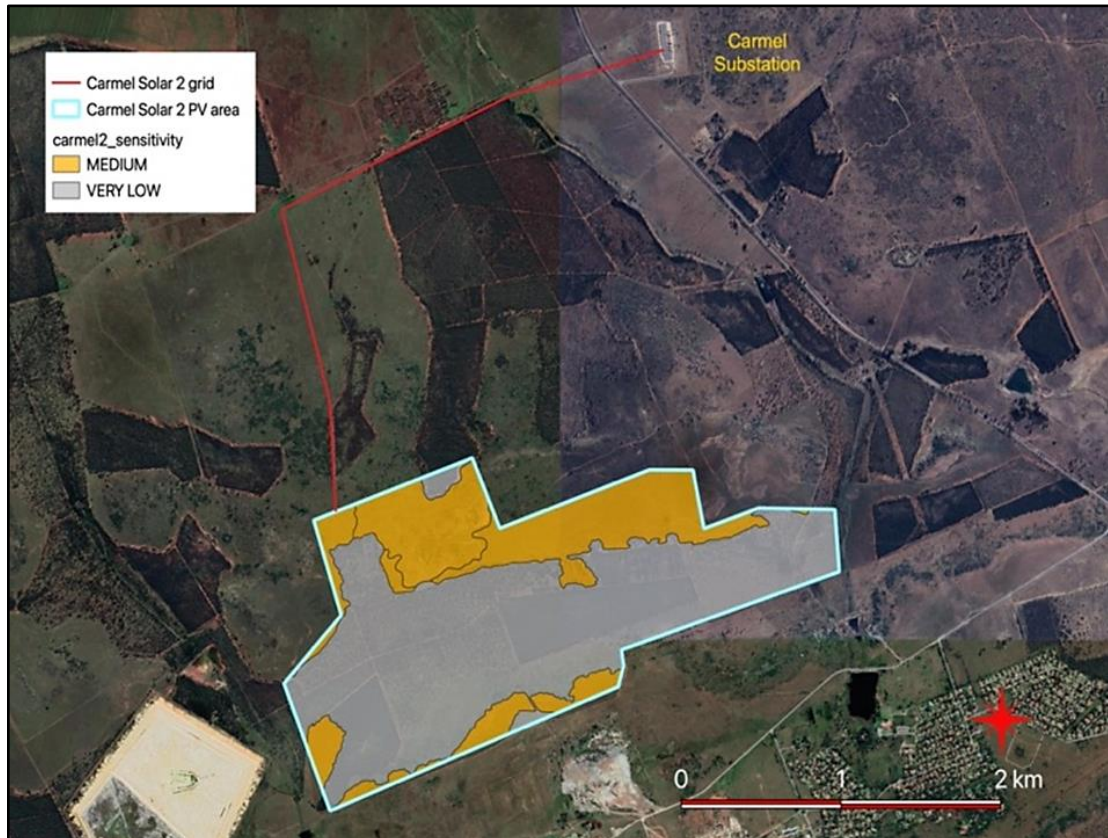 Carmel Solar 2 grid
Carmel Solar 2 PV area
carmel2_sensitivity
MEDIUM
VERY LOW
Carmel
Substation
0 1 2 km